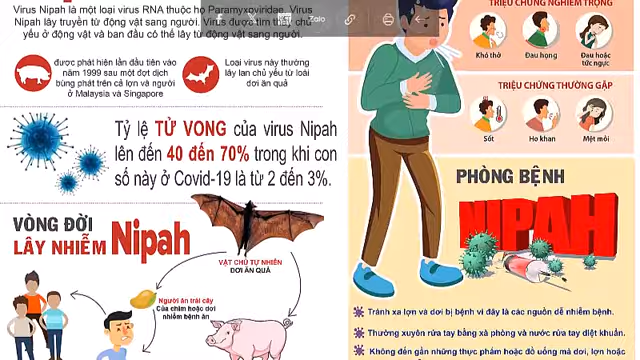 Virus Nipah là một loại virus RNA thuộc họ Paramyxoviridae. Virus
Nipah lây truyền từ động vật sang người. Virus được tìm thấy chủ
yếu ở động vật và ban đầu có thể lây từ động vật sang người.
Zalo
được phát hiện lần đầu tiên vào
năm 1999 sau một đợt dịch
bùng phát trên cả lợn và người
ở Malaysia và Singapore
Loại virus này thường
lây lan chủ yếu từ loài
dơi ăn quả
Tỷ lệ TỬ VONG của virus Nipah
lên đến 40 đến 70% trong khi con
số này ở Covid-19 là từ 2 đến 3%.
VÒNG ĐỜI
LÂY NHIỄM Nipah
VẬT CHỦ TỰ NHIÊN
DƠI ĂN QUẢ
Người ăn trái cây
Của chim hoặc dơi
nhiễm bệnh ăn
TRIỆU CHỨNG NGHIÊM TRỌNG
Khó thở
Đau họng
Đau hoặc
tức ngực
TRIỆU CHỨNG THƯỜNG GẶP
Sốt
Ho khan
Mệt mỏi
PHÒNG BỆNH
NIPAH
Tránh xa lợn và dơi bị bệnh vì đây là các nguồn dễ nhiễm bệnh.
Thường xuyên rửa tay bằng xà phòng và nước rửa tay diệt khuẩn.
Không đến gần những thực phẩm hoặc đồ uống mà dơi, lợn hoặc